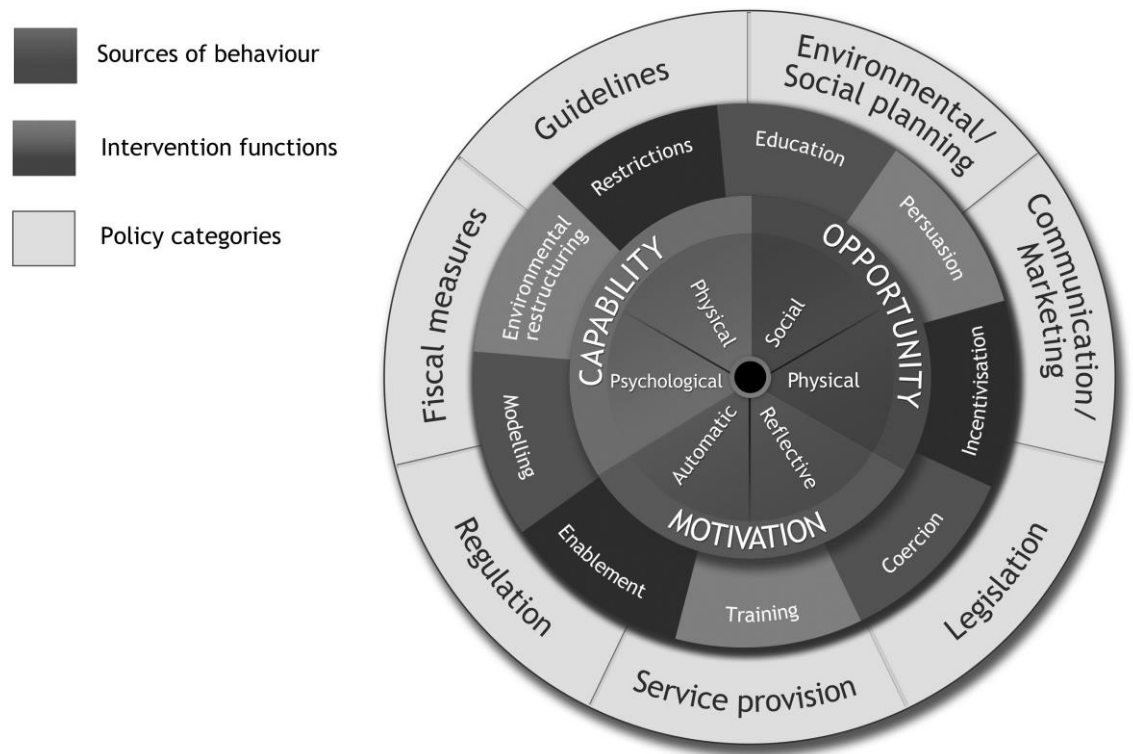 Sources of behaviour
Intervention functions
Policy categories
Guidelines
Environmental/
Social planning
Communication/
Marketing
Legislation
Service provision
Regulation
Fiscal measures
Restrictions
Education
Persuasion
Incentivisation
Coercion
Training
Enablement
Modelling
Environmental
restructuring
CAPABILITY
OPPORTUNITY
MOTIVATION
Physical
Social
Physical
Reflective
Automatic
Psychological